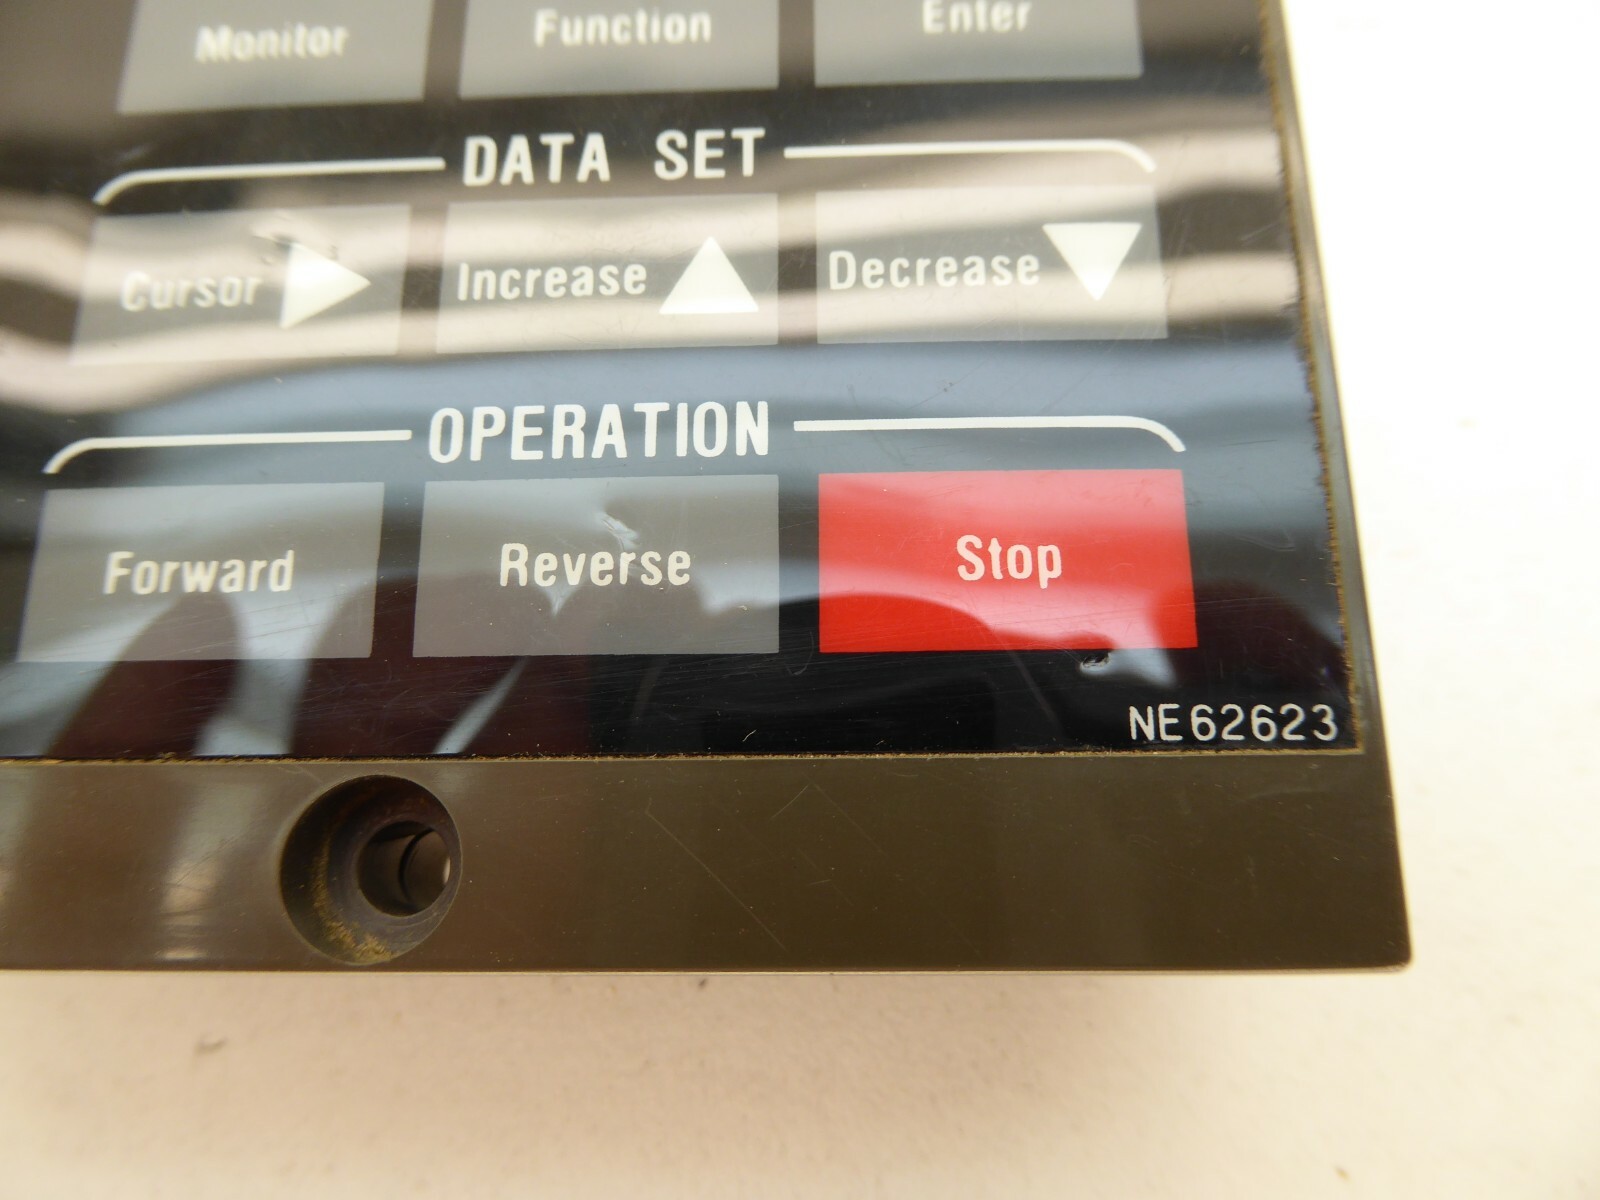 Monitor Function Enter
DATA SET
Cursor Increase Decrease
OPERATION
Forward Reverse Stop
NE62623